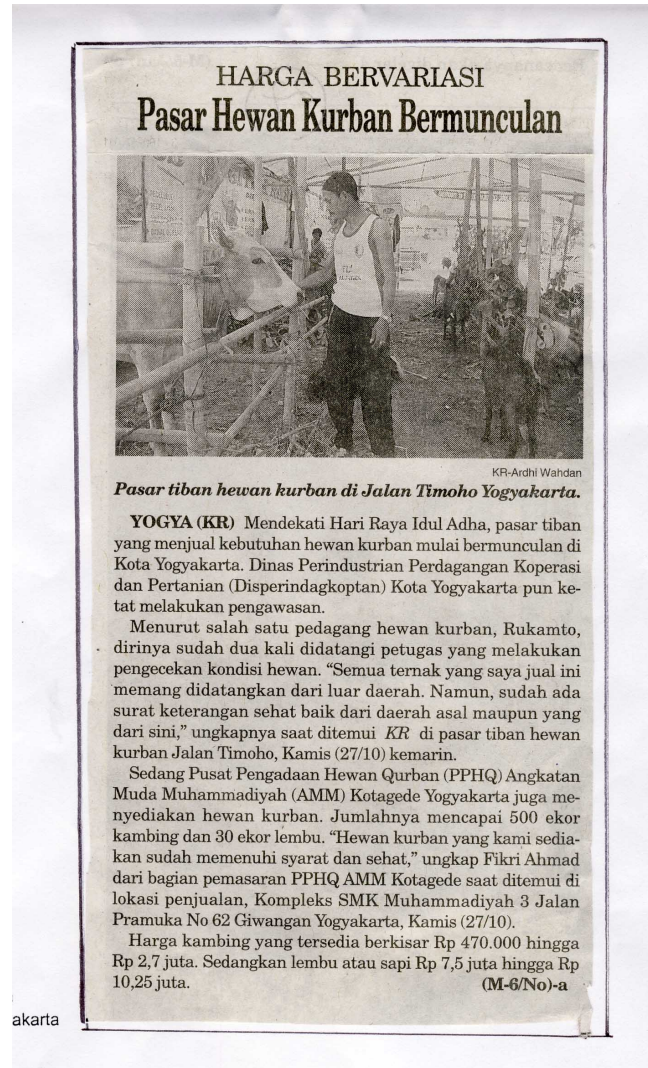 HARGA BERVARIASI
Pasar Hewan Kurban Bermunculan
KR-Ardhi Wahdan
Pasar tiban hewan kurban di Jalan Timoho Yogyakarta.
YOGYA (KR) Mendekati Hari Raya Idul Adha, pasar tiban
yang menjual kebutuhan hewan kurban mulai bermunculan di
Kota Yogyakarta. Dinas Perindustrian Perdagangan Koperasi
dan Pertanian (Disperindagkoptan) Kota Yogyakarta pun ke-
tat melakukan pengawasan.
Menurut salah satu pedagang hewan kurban, Rukamto,
dirinya sudah dua kali didatangi petugas yang melakukan
pengecekan kondisi hewan. “Semua ternak yang saya jual ini
memang didatangkan dari luar daerah. Namun, sudah ada
surat keterangan sehat baik dari daerah asal maupun yang
dari sini,” ungkapnya saat ditemui KR di pasar tiban hewan
kurban Jalan Timoho, Kamis (27/10) kemarin.
Sedang Pusat Pengadaan Hewan Qurban (PPHQ) Angkatan
Muda Muhammadiyah (AMM) Kotagede Yogyakarta juga me-
nyediakan hewan kurban. Jumlahnya mencapai 500 ekor
kambing dan 30 ekor lembu. “Hewan kurban yang kami sedia-
kan sudah memenuhi syarat dan sehat,” ungkap Fikri Ahmad
dari bagian pemasaran PPHQ AMM Kotagede saat ditemui di
lokasi penjualan, Kompleks SMK Muhammadiyah 3 Jalan
Pramuka No 62 Giwangan Yogyakarta, Kamis (27/10).
Harga kambing yang tersedia berkisar Rp 470.000 hingga
Rp 2,7 juta. Sedangkan lembu atau sapi Rp 7,5 juta hingga Rp
10,25 juta. (M-6/No)-a
akarta